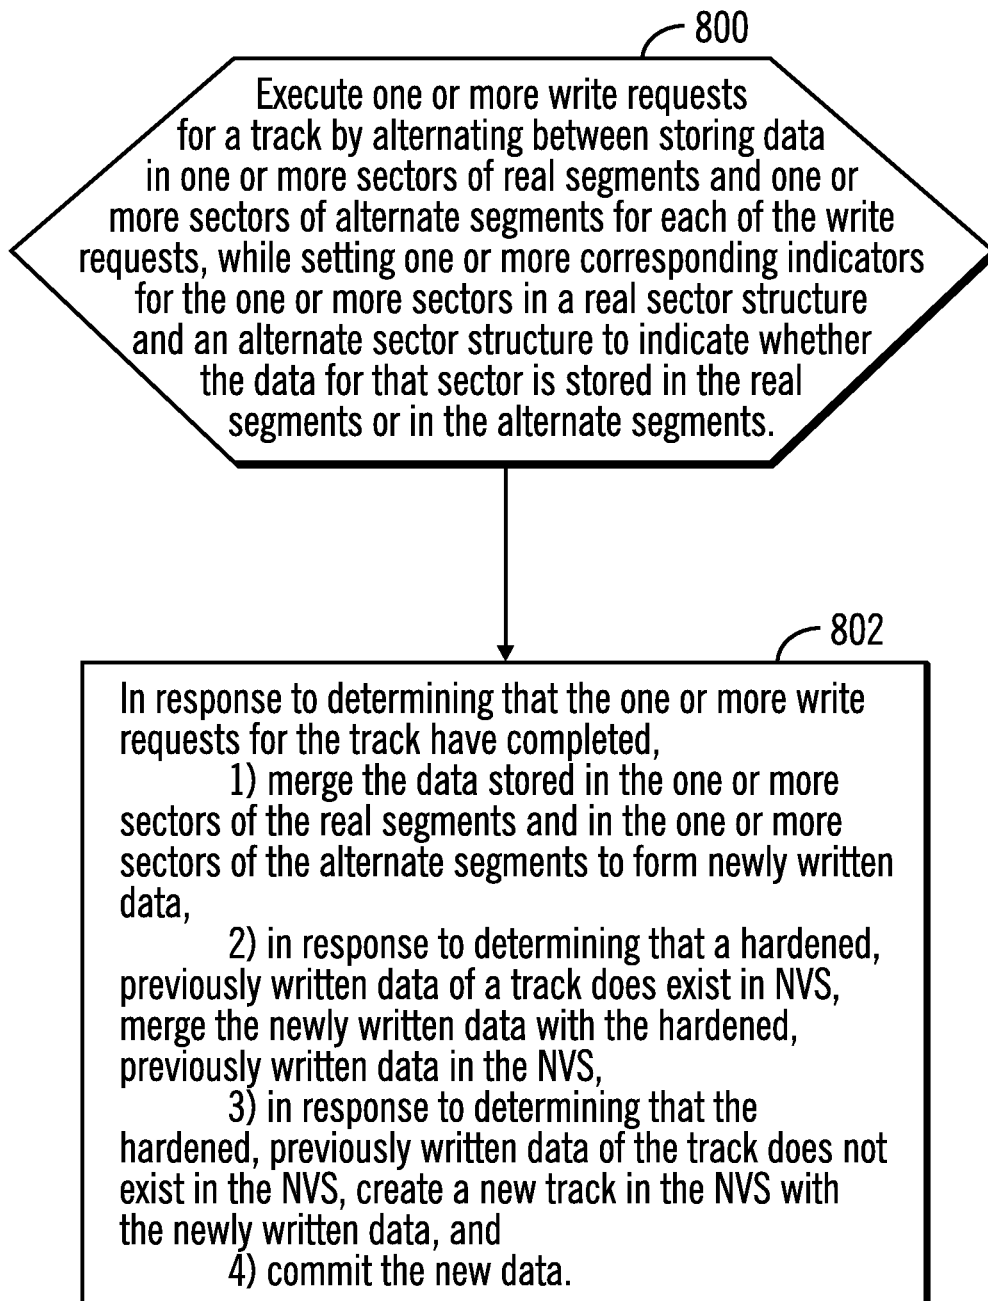 800
Execute one or more write requests
for a track by alternating between storing data
in one or more sectors of real segments and one or
more sectors of alternate segments for each of the write
requests, while setting one or more corresponding indicators
for the one or more sectors in a real sector structure
and an alternate sector structure to indicate whether
the data for that sector is stored in the real
segments or in the alternate segments.
802
In response to determining that the one or more write
requests for the track have completed,
1) merge the data stored in the one or more
sectors of the real segments and in the one or more
sectors of the alternate segments to form newly written
data,
2) in response to determining that a hardened,
previously written data of a track does exist in NVS,
merge the newly written data with the hardened,
previously written data in the NVS,
3) in response to determining that the
hardened, previously written data of the track does not
exist in the NVS, create a new track in the NVS with
the newly written data, and
4) commit the new data.